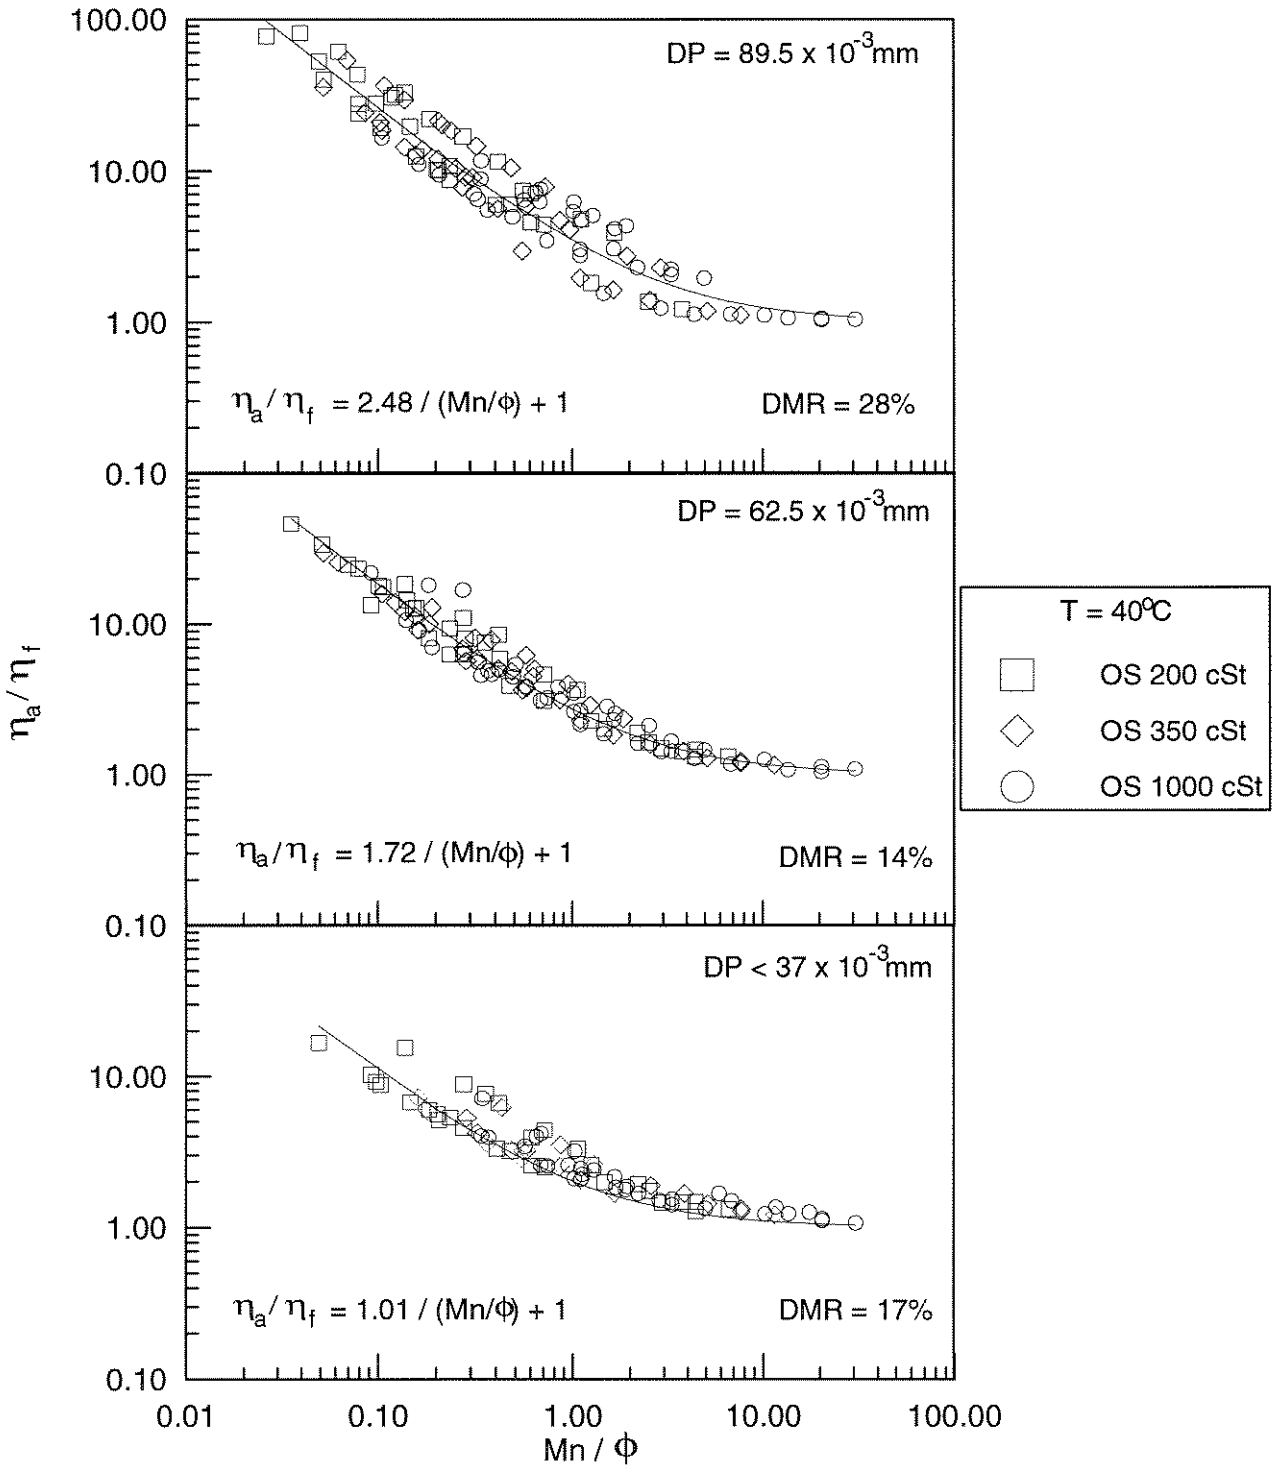 100.00
DP = 89.5 x 10⁻³mm
10.00
1.00
ηa/ηf = 2.48 / (Mn/ϕ) + 1
DMR = 28%
0.10
DP = 62.5 x 10⁻³mm
10.00
ηa/ηf
1.00
ηa/ηf = 1.72 / (Mn/ϕ) + 1
DMR = 14%
0.10
T = 40⁰C
OS 200 cSt
OS 350 cSt
OS 1000 cSt
DP < 37 x 10⁻³mm
10.00
1.00
ηa/ηf = 1.01 / (Mn/ϕ) + 1
DMR = 17%
0.10
0.01 0.10 1.00 10.00 100.00
Mn / ϕ
ηa/ηf